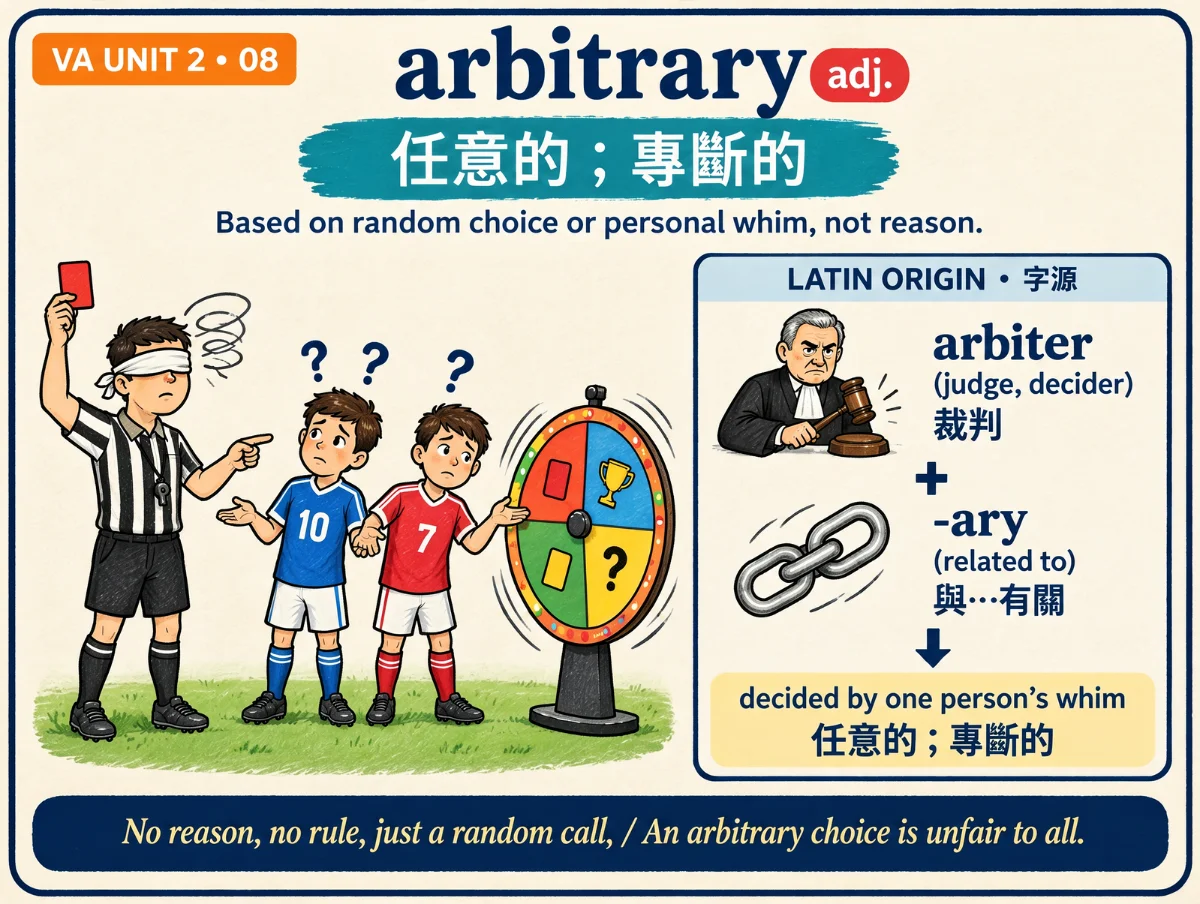 VA UNIT 2 • 08
arbitrary adj.
任意的；專斷的
Based on random choice or personal whim, not reason.
? ? ?
10
7
?
LATIN ORIGIN • 字源
arbiter
(judge, decider)
裁判
+
-ary
(related to)
與…有關
decided by one person's whim
任意的；專斷的
No reason, no rule, just a random call, / An arbitrary choice is unfair to all.